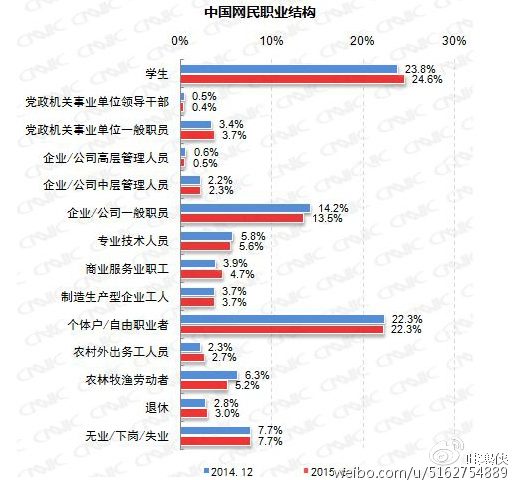 中国网民职业结构
0% 10% 20% 30%
学生 23.8% 24.6%
党政机关事业单位领导干部 0.5% 0.4%
党政机关事业单位一般职员 3.4% 3.7%
企业/公司高层管理人员 0.6% 0.5%
企业/公司中层管理人员 2.2% 2.3%
企业/公司一般职员 14.2% 13.5%
专业技术人员 5.8% 5.6%
商业服务业职工 3.9% 4.7%
制造生产型企业工人 3.7% 3.7%
个体户/自由职业者 22.3% 22.3%
农村外出务工人员 2.3% 2.7%
农林牧渔劳动者 6.3% 5.2%
退休 2.8% 3.0%
无业/下岗/失业 7.7% 7.7%
2014.12 2015.
weibo.com/u/5162754889